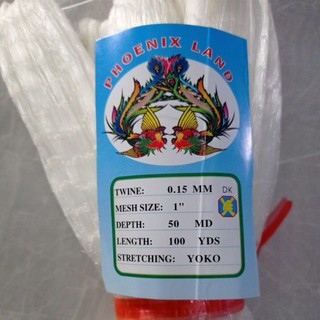 PHOENIX LAND
TWINE: 0.15 MM DK
MESH SIZE: 1"
DEPTH: 50 MD
LENGTH: 100 YDS
STRETCHING: YOKO